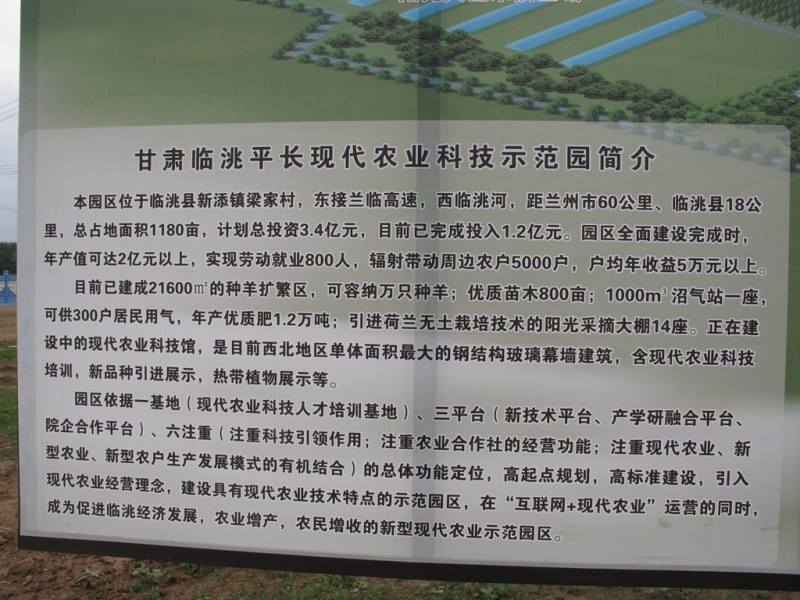 甘肃临洮平长现代农业科技示范园简介
本园区位于临洮县新添镇梁家村，东接兰临高速，西临洮河，距兰州市60公里、临洮县18公
里，总占地面积1180亩，计划总投资3.4亿元，目前已完成投入1.2亿元。园区全面建设完成时，
年产值可达2亿元以上，实现劳动就业800人，辐射带动周边农户5000户，户均年收益5万元以上。
目前已建成21600㎡的种羊扩繁区，可容纳万只种羊；优质苗木800亩；1000m³沼气站一座，
可供300户居民用气，年产优质肥1.2万吨；引进荷兰无土栽培技术的阳光采摘大棚14座。正在建
设中的现代农业科技馆，是目前西北地区单体面积最大的钢结构玻璃幕墙建筑，含现代农业科技
培训，新品种引进展示，热带植物展示等。
园区依据一基地（现代农业科技人才培训基地）、三平台（新技术平台、产学研融合平台、
院企合作平台）、六注重（注重科技引领作用；注重农业合作社的经营功能；注重现代农业、新
型农业、新型农户生产发展模式的有机结合）的总体功能定位，高起点规划，高标准建设，引入
现代农业经营理念，建设具有现代农业技术特点的示范园区，在“互联网+现代农业”运营的同时，
成为促进临洮经济发展，农业增产，农民增收的新型现代农业示范园区。